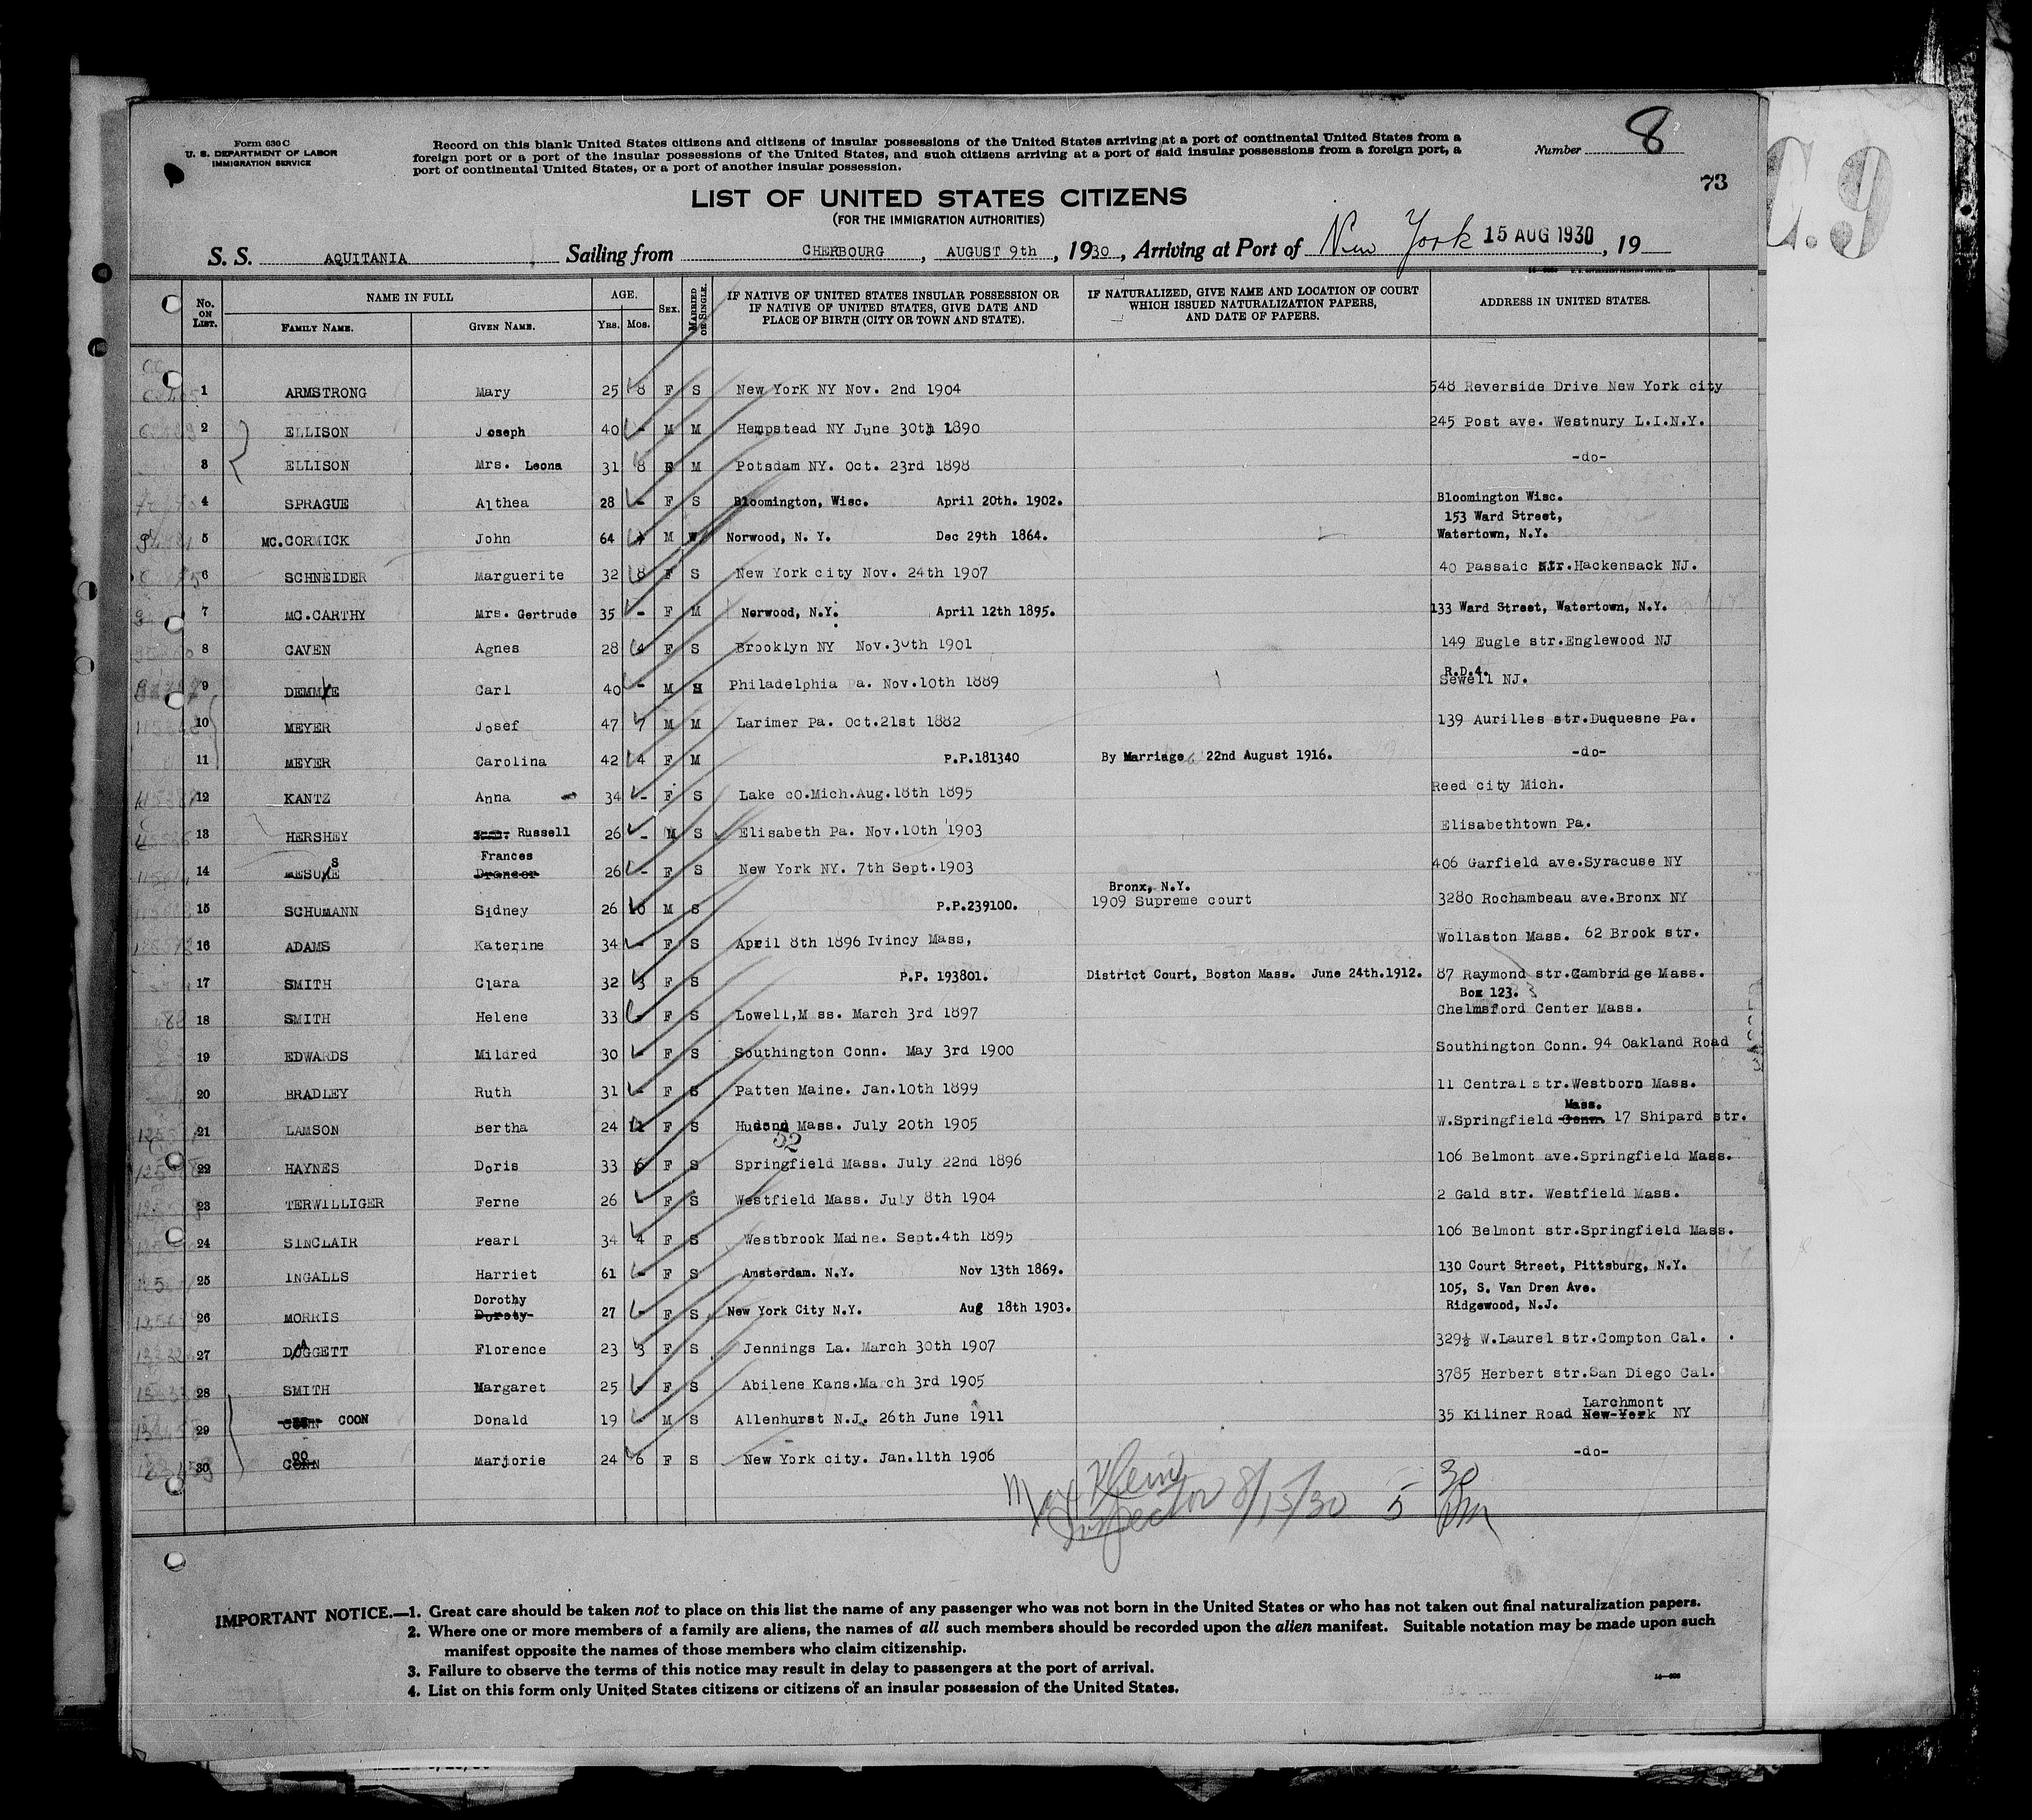 Form 630 C
U. S. DEPARTMENT OF LABOR
IMMIGRATION SERVICE
Record on this blank United States citizens and citizens of insular possessions of the United States arriving at a port of continental United States from a
foreign port or a port of the insular possessions of the United States, and such citizens arriving at a port of said insular possessions from a foreign port, a
port of continental United States, or a port of another insular possession.
Number 8
73
C.9
LIST OF UNITED STATES CITIZENS
(FOR THE IMMIGRATION AUTHORITIES)
S. S. AQUITANIA Sailing from CHERBOURG, AUGUST 9th, 1930, Arriving at Port of New York 15 AUG 1930, 19
No. ON LIST. NAME IN FULL FAMILY NAME. GIVEN NAME. AGE. YRS. MOS. SEX. MARRIED OR SINGLE. IF NATIVE OF UNITED STATES INSULAR POSSESSION OR IF NATIVE OF UNITED STATES, GIVE DATE AND PLACE OF BIRTH (CITY OR TOWN AND STATE). IF NATURALIZED, GIVE NAME AND LOCATION OF COURT WHICH ISSUED NATURALIZATION PAPERS, AND DATE OF PAPERS. ADDRESS IN UNITED STATES.
1 ARMSTRONG Mary 25 8 F S New York NY Nov. 2nd 1904 548 Reverside Drive New York city
2 ELLISON Joseph 40 - M M Hempstead NY June 30th 1890 245 Post ave. Westnury L.I.N.Y.
3 ELLISON Mrs. Leona 31 8 F M Potsdam NY. Oct. 23rd 1898 -do-
4 SPRAGUE Althea 28 - F S Bloomington, Wisc. April 20th. 1902. Bloomington Wisc.
153 Ward Street,
5 MC.CORMICK John 64 M W Norwood, N. Y. Dec 29th 1864. Watertown, N.Y.
6 SCHNEIDER Marguerite 32 8 F S New York city Nov. 24th 1907 40 Passaic str.Hackensack NJ.
7 MC.CARTHY Mrs. Gertrude 35 - F M Norwood, N.Y. April 12th 1895. 133 Ward Street, Watertown, N.Y.
8 CAVEN Agnes 28 4 F S Brooklyn NY Nov.30th 1901 149 Eugle str.Englewood NJ
R.D.4.
9 DEMME Carl 40 - M Philadelphia Pa. Nov.10th 1889 Sewell NJ.
10 MEYER Josef 47 7 M M Larimer Pa. Oct.21st 1882 139 Aurilles str.Duquesne Pa.
11 MEYER Carolina 42 4 F M P.P.181340 By Marriage 22nd August 1916. -do-
12 KANTZ Anna 34 - F S Lake cO.Mich.Aug.18th 1895 Reed city Mich.
13 HERSHEY Russell 26 - M S Elisabeth Pa. Nov.10th 1903 Elisabethtown Pa.
Frances
14 MESUSE 26 - F S New York NY. 7th Sept.1903 406 Garfield ave.Syracuse NY
Bronx, N.Y.
15 SCHUMANN Sidney 26 10 M S P.P.239100. 1909 Supreme court 3280 Rochambeau ave.Bronx NY
16 ADAMS Katerine 34 - F S April 8th 1896 Ivincy Mass, Wollaston Mass. 62 Brook str.
17 SMITH Clara 32 3 F S P.P. 193801. District Court, Boston Mass. June 24th.1912. 87 Raymond str.Cambridge Mass.
Box 123.
18 SMITH Helene 33 - F S Lowell,M ss. March 3rd 1897 Chelmsford Center Mass.
19 EDWARDS Mildred 30 - F S Southington Conn. May 3rd 1900 Southington Conn. 94 Oakland Road
20 BRADLEY Ruth 31 - F S Patten Maine. Jan.10th 1899 11 Central str.Westborn Mass.
Mass.
21 LAMSON Bertha 24 11 F S Hudson Mass. July 20th 1905 W.Springfield Conn. 17 Shipard str.
32
22 HAYNES Doris 33 6 F S Springfield Mass. July 22nd 1896 106 Belmont ave.Springfield Mass.
23 TERWILLIGER Ferne 26 - F S Westfield Mass. July 8th 1904 2 Gald str. Westfield Mass.
24 SINCLAIR Pearl 34 4 F S Westbrook Maine. Sept.4th 1895 106 Belmont str.Springfield Mass.
25 INGALLS Harriet 61 - F S Amsterdam. N.Y. Nov 13th 1869. 130 Court Street, Pittsburg, N.Y.
Dorothy 105, S. Van Dren Ave.
26 MORRIS Doroty 27 - F S New York City N.Y. Aug 18th 1903. Ridgewood, N.J.
27 DAGGETT Florence 23 3 F S Jennings La. March 30th 1907 329½ W.Laurel str.Compton Cal.
28 SMITH Margaret 25 - F S Abilene Kans.March 3rd 1905 3785 Herbert str.San Diego Cal.
Larchmont
29 COON Donald 19 - M S Allenhurst N.J. 26th June 1911 35 Kiliner Road New York NY
30 COON Marjorie 24 6 F S New York city. Jan.11th 1906 -do-
Max Klein
Inspector 8/15/30 5 30 Pm
IMPORTANT NOTICE.—1. Great care should be taken not to place on this list the name of any passenger who was not born in the United States or who has not taken out final naturalization papers.
2. Where one or more members of a family are aliens, the names of all such members should be recorded upon the alien manifest. Suitable notation may be made upon such
manifest opposite the names of those members who claim citizenship.
3. Failure to observe the terms of this notice may result in delay to passengers at the port of arrival.
4. List on this form only United States citizens or citizens of an insular possession of the United States.